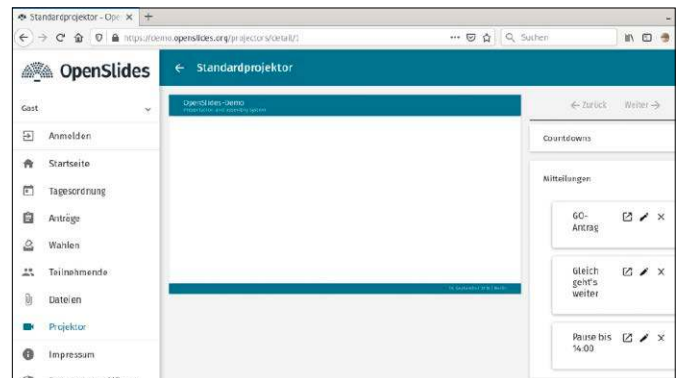 Standardprojektor - Ope
https://demo.openslides.org/projectors/detail/1
Suchen
OpenSlides
Standardprojektor
Gast
Anmelden
Startseite
Tagesordnung
Anträge
Wahlen
Teilnehmende
Dateien
Projektor
Impressum
OpenSlides-Demo
Presentation and assembly system
Zurück
Weiter
Countdowns
Mitteilungen
GO-
Antrag
Gleich
geht's
weiter
Pause bis
14:00